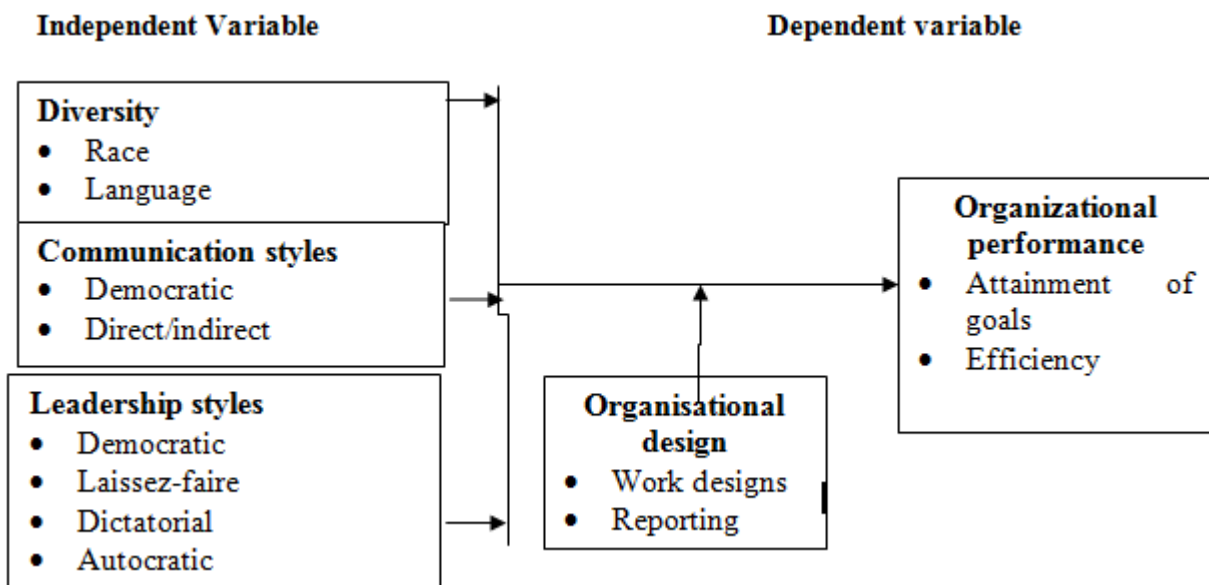 Independent Variable
Dependent variable
Diversity
• Race
• Language
Communication styles
• Democratic
• Direct/indirect
Leadership styles
• Democratic
• Laissez-faire
• Dictatorial
• Autocratic
Organisational
design
• Work designs
• Reporting
Organizational
performance
• Attainment of
goals
• Efficiency